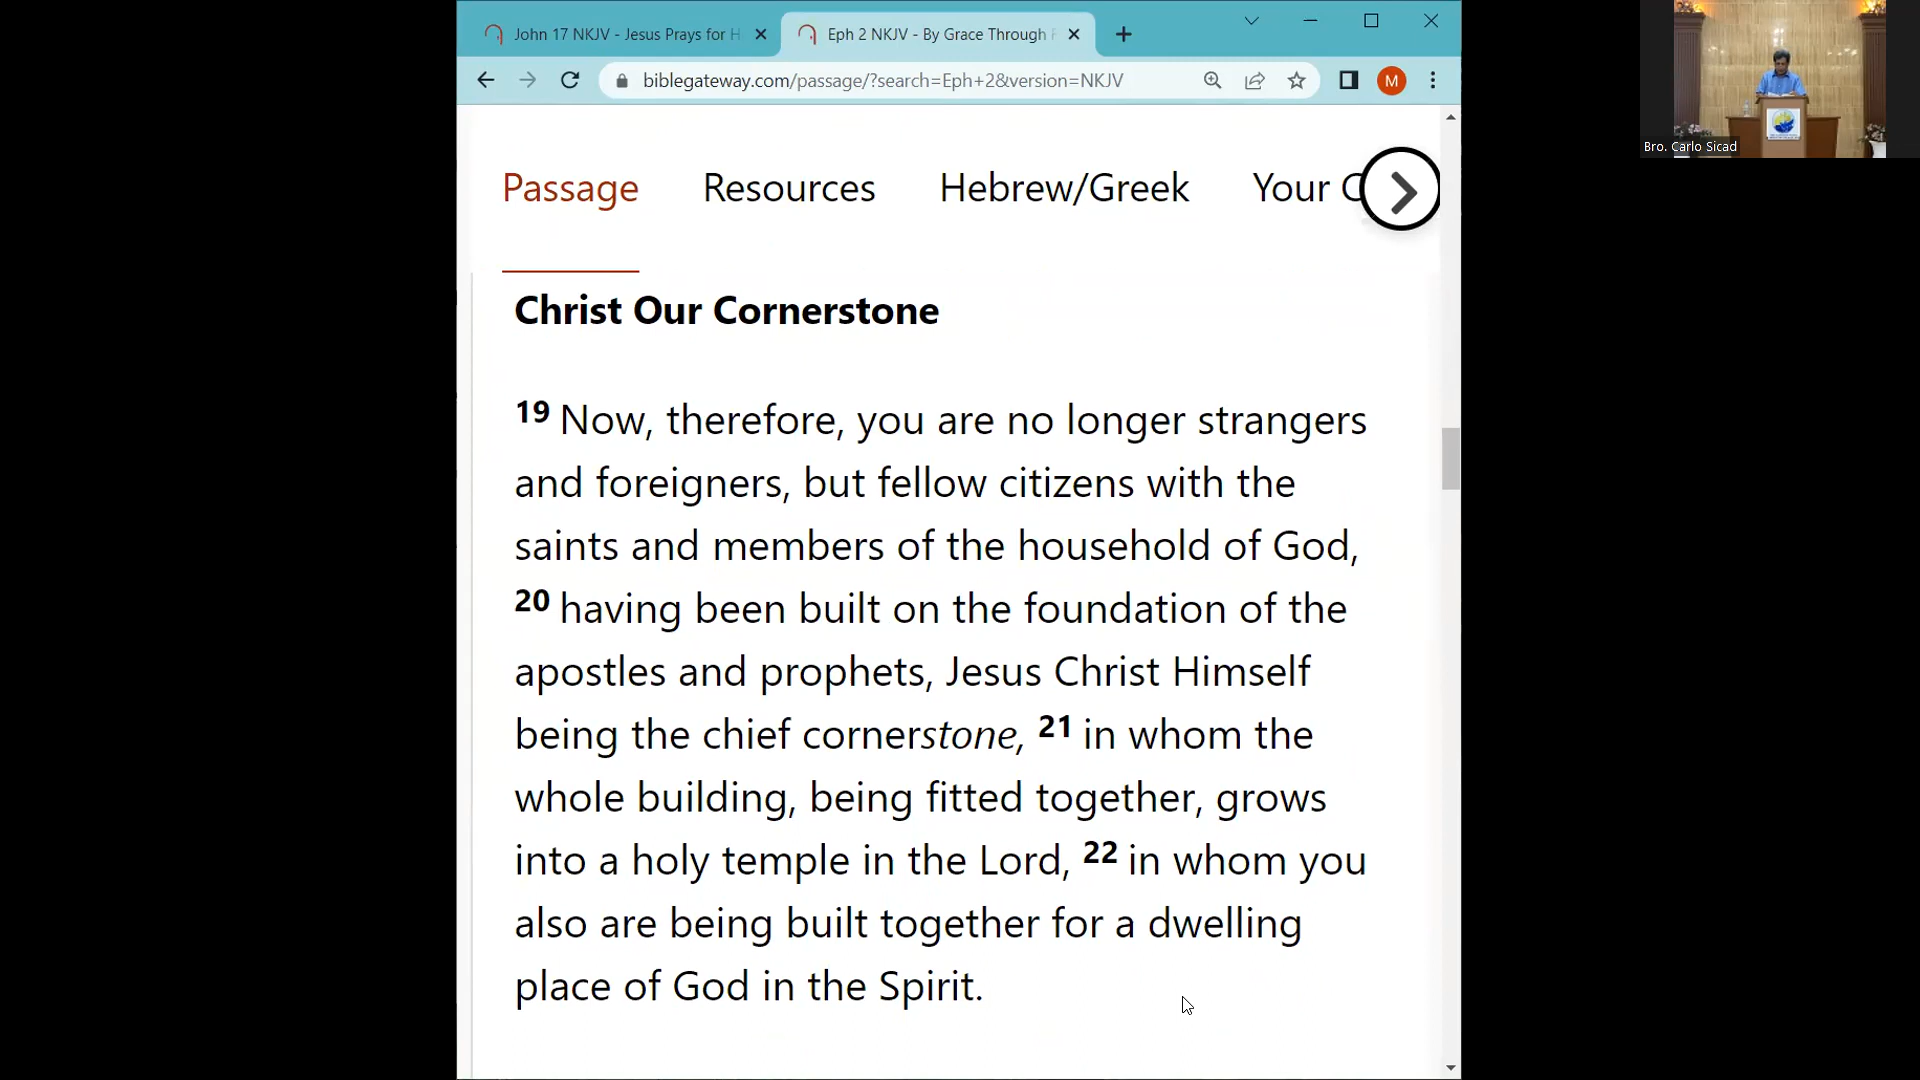 John 17 NKJV - Jesus Prays for H
Eph 2 NKJV - By Grace Through F
biblegateway.com/passage/?search=Eph+2&version=NKJV
M
Bro. Carlo Sicad
Passage
Resources
Hebrew/Greek
Your C
Christ Our Cornerstone
19 Now, therefore, you are no longer strangers
and foreigners, but fellow citizens with the
saints and members of the household of God,
20 having been built on the foundation of the
apostles and prophets, Jesus Christ Himself
being the chief cornerstone, 21 in whom the
whole building, being fitted together, grows
into a holy temple in the Lord, 22 in whom you
also are being built together for a dwelling
place of God in the Spirit.